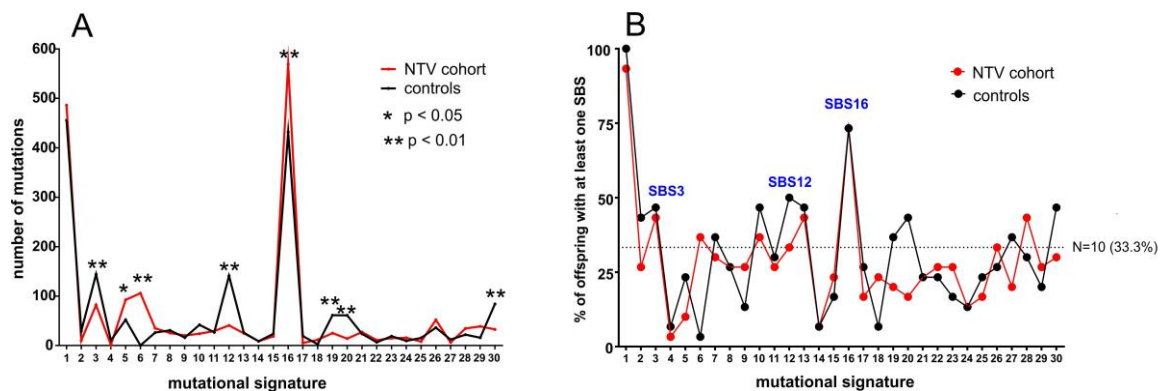 A
600
500
400
300
200
100
0
number of mutations
NTV cohort
controls
* p < 0.05
** p < 0.01
**
*
**
**
**
**
**
**
1 2 3 4 5 6 7 8 9 10 11 12 13 14 15 16 17 18 19 20 21 22 23 24 25 26 27 28 29 30
mutational signature
B
100
75
50
25
0
% of offspring with at least one SBS
NTV cohort
controls
SBS16
SBS3
SBS12
N=10 (33.3%)
1 2 3 4 5 6 7 8 9 10 11 12 13 14 15 16 17 18 19 20 21 22 23 24 25 26 27 28 29 30
mutational signature